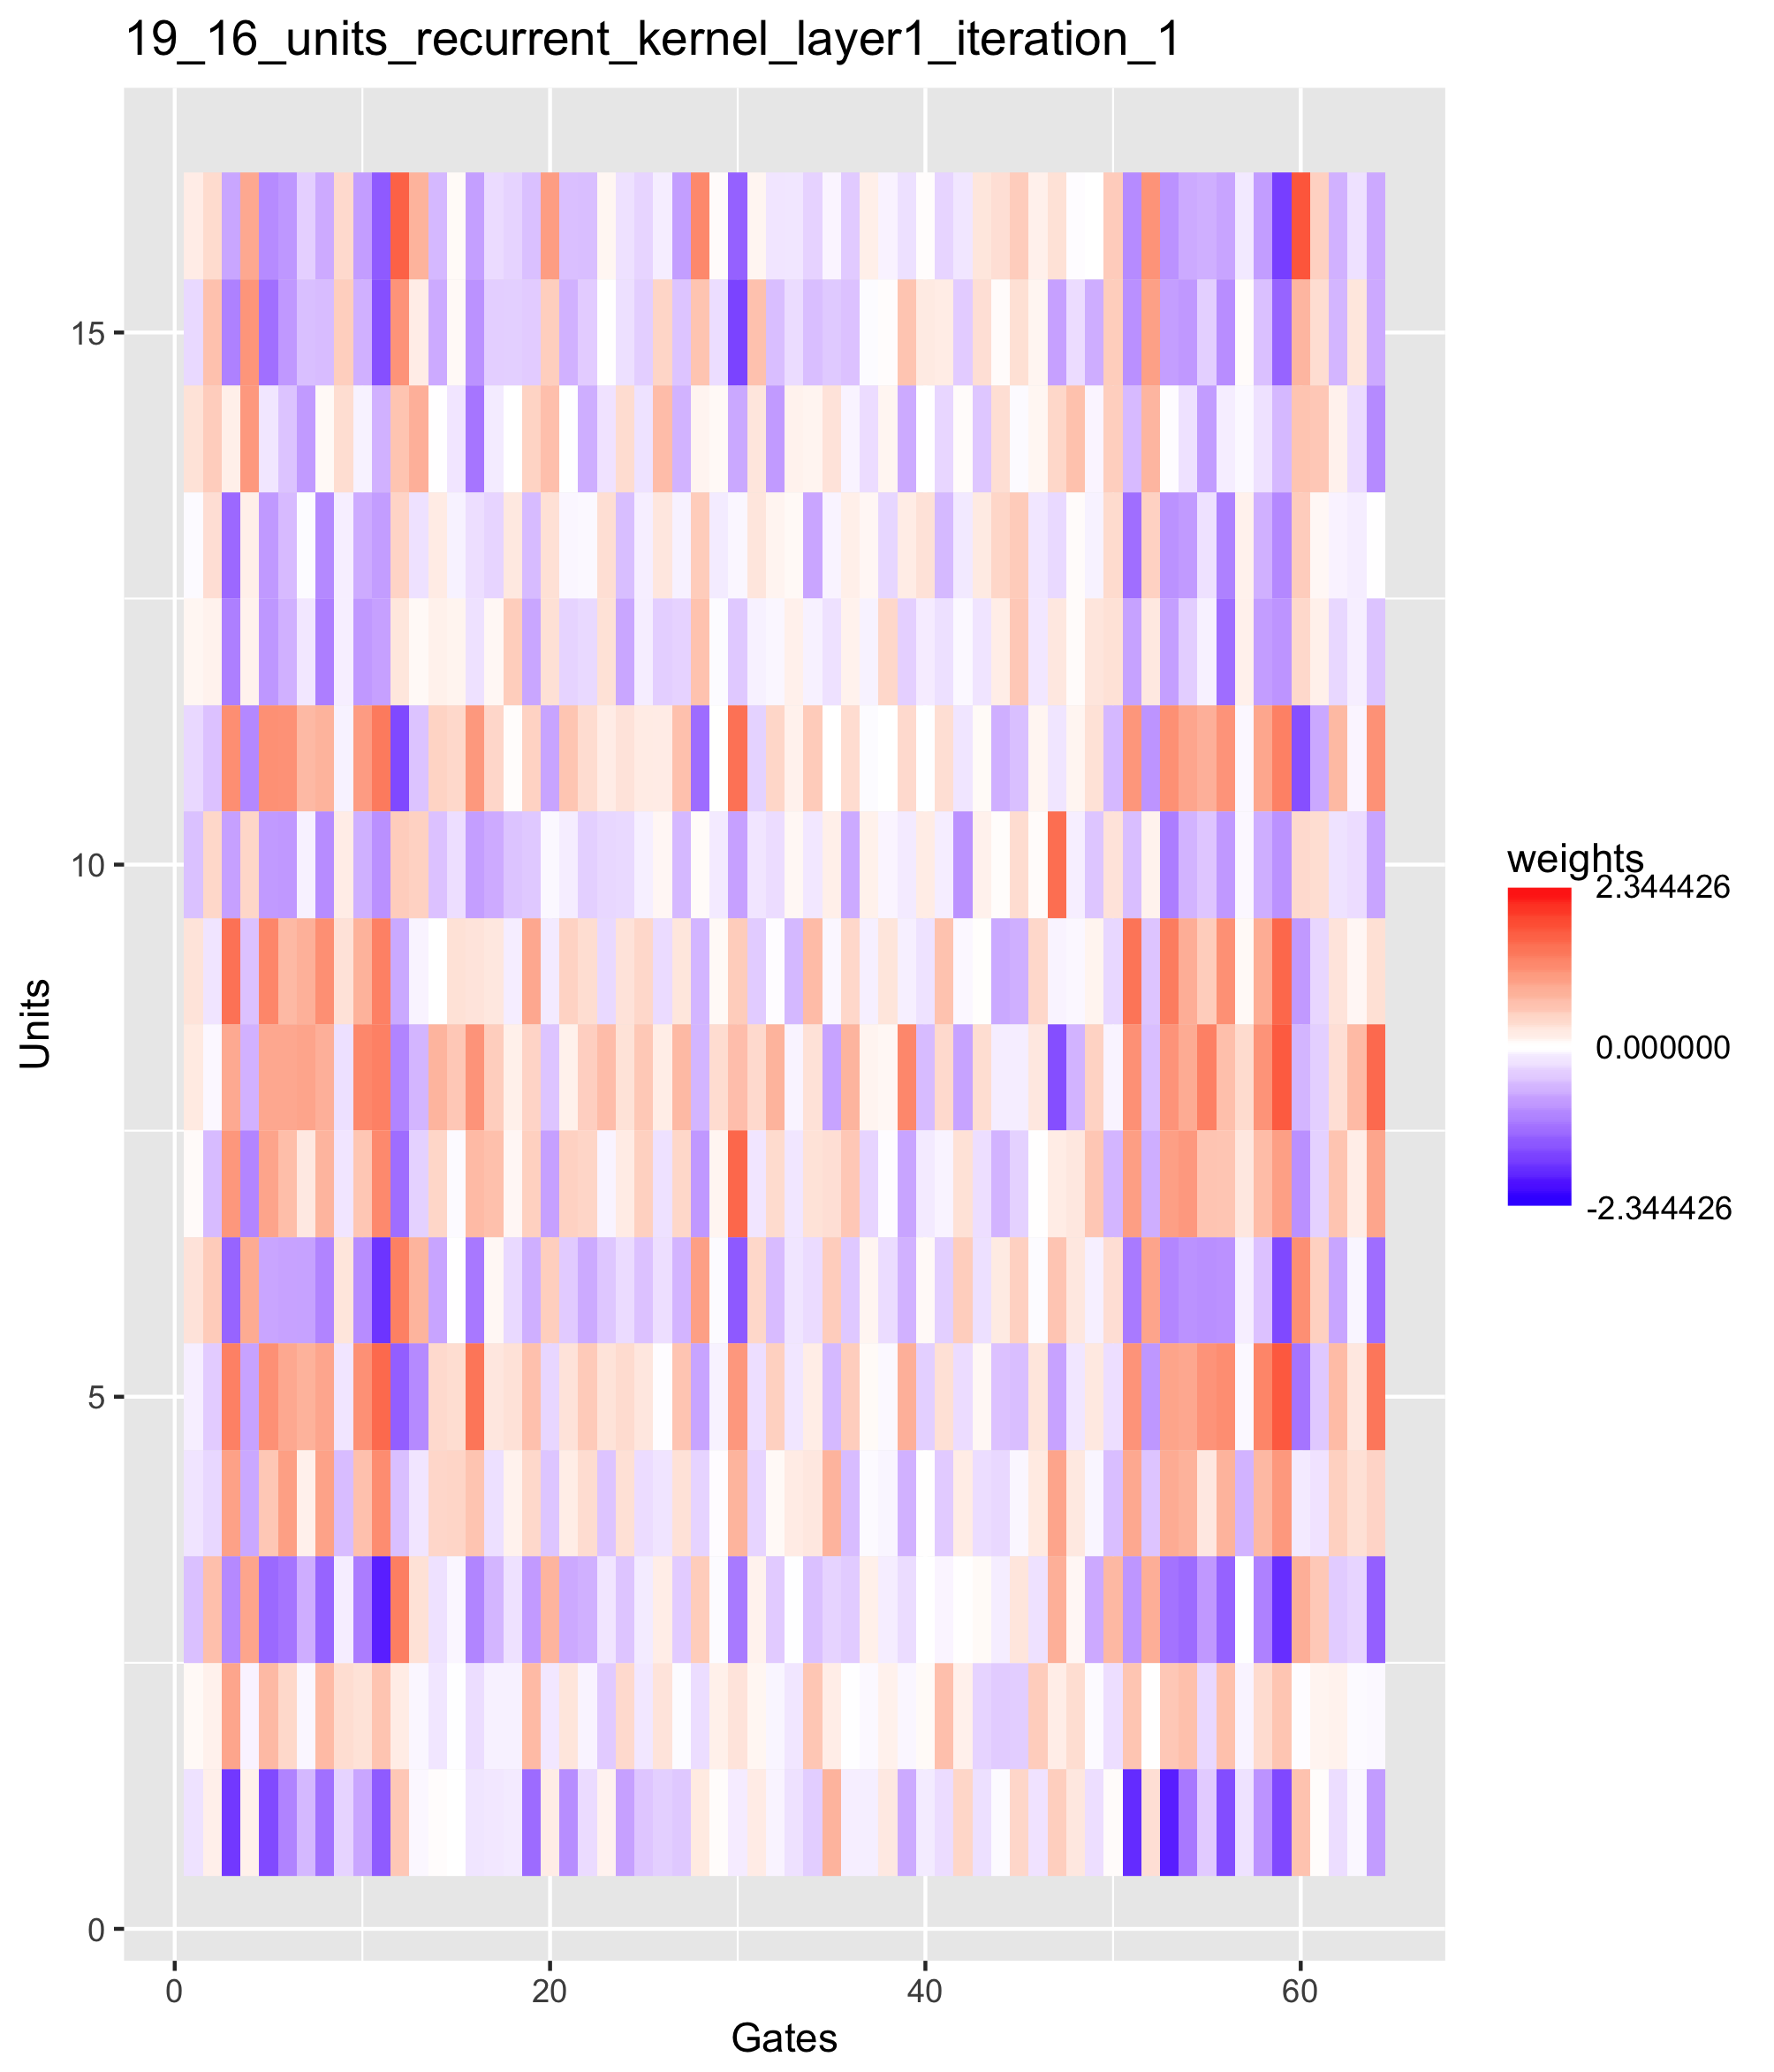 19_16_units_recurrent_kernel_layer1_iteration_1
15
10
5
0
Units
0
20
40
60
Gates
weights
2.344426
0.000000
-2.344426